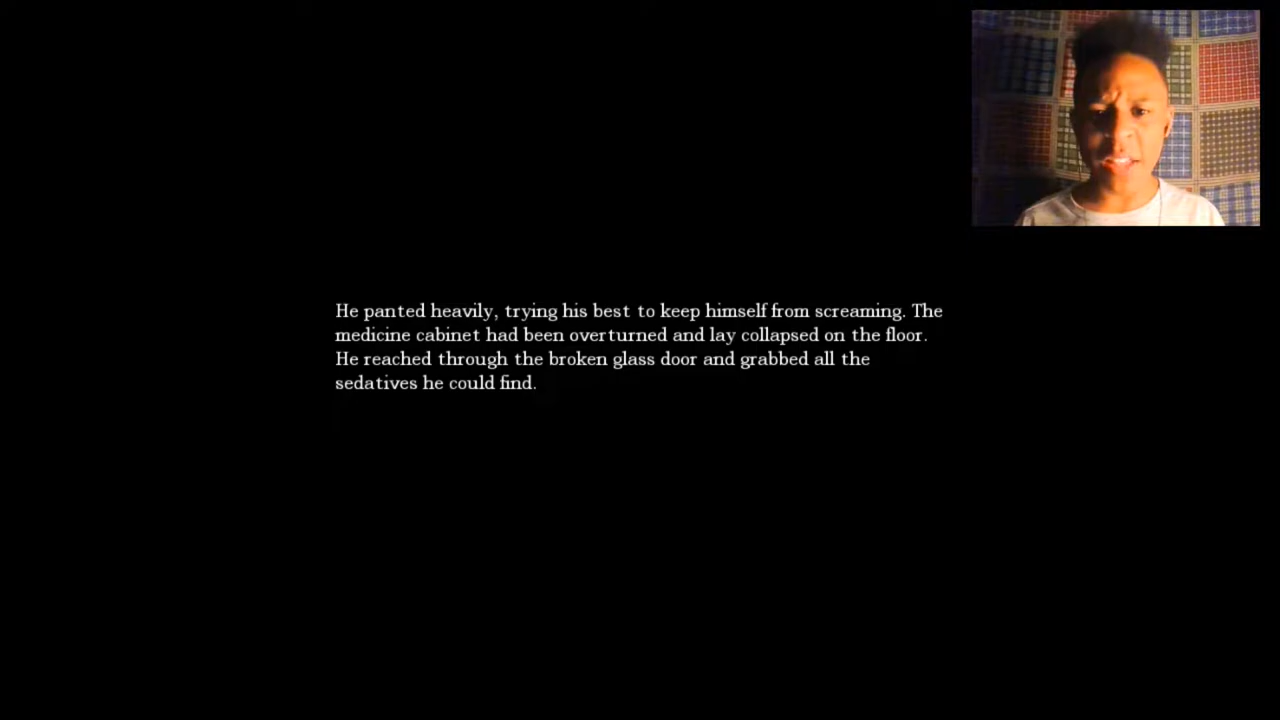 He panted heavily, trying his best to keep himself from screaming. The
medicine cabinet had been overturned and lay collapsed on the floor.
He reached through the broken glass door and grabbed all the
sedatives he could find.